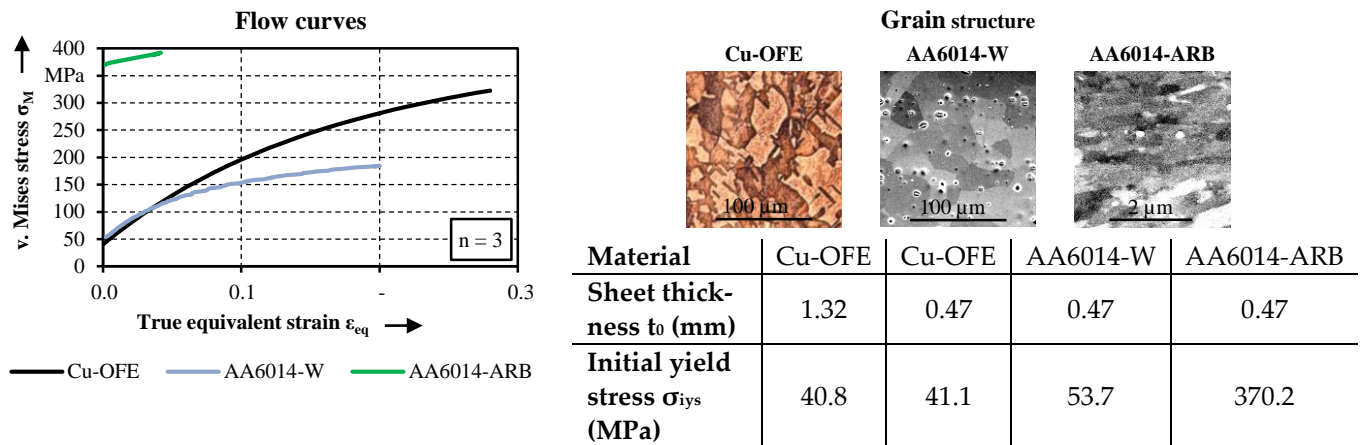 Flow curves
v. Mises stress σM
400
MPa
300
250
200
150
100
50
0
n = 3
0.0
0.1
-
0.3
True equivalent strain εeq
Cu-OFE
AA6014-W
AA6014-ARB
Grain structure
Cu-OFE
AA6014-W
AA6014-ARB
100 µm
100 µm
2 µm
Material Cu-OFE Cu-OFE AA6014-W AA6014-ARB
Sheet thick-
ness t0 (mm) 1.32 0.47 0.47 0.47
Initial yield
stress σiys 40.8 41.1 53.7 370.2
(MPa)